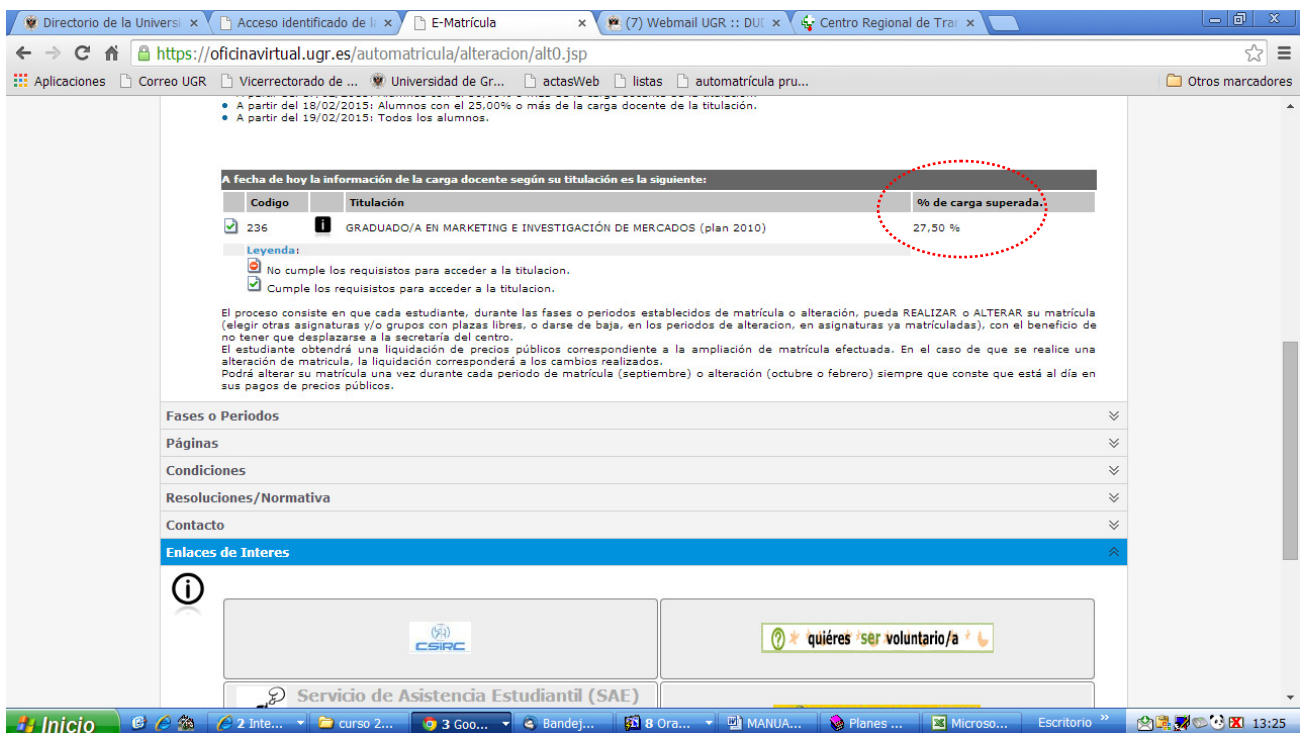 Directorio de la Universi
Acceso identificado de l
E-Matrícula
(7) Webmail UGR :: DU
Centro Regional de Tra
https://oficinavirtual.ugr.es/automatricula/alteracion/alt0.jsp
Aplicaciones Correo UGR Vicerrectorado de ... Universidad de Gr... actasWeb listas automatrícula pru... Otros marcadores
A partir del 18/02/2015: Alumnos con el 25,00% o más de la carga docente de la titulación.
A partir del 19/02/2015: Todos los alumnos.
A fecha de hoy la información de la carga docente según su titulación es la siguiente:
Codigo Titulación % de carga superada.
236 GRADUADO/A EN MARKETING E INVESTIGACIÓN DE MERCADOS (plan 2010) 27,50 %
Leyenda:
No cumple los requisistos para acceder a la titulacion.
Cumple los requisistos para acceder a la titulacion.
El proceso consiste en que cada estudiante, durante las fases o periodos establecidos de matrícula o alteración, pueda REALIZAR o ALTERAR su matrícula
(elegir otras asignaturas y/o grupos con plazas libres, o darse de baja, en los periodos de alteracion, en asignaturas ya matrículadas), con el beneficio de
no tener que desplazarse a la secretaría del centro.
El estudiante obtendrá una liquidación de precios públicos correspondiente a la ampliación de matrícula efectuada. En el caso de que se realice una
alteración de matricula, la liquidación corresponderá a los cambios realizados.
Podrá alterar su matrícula una vez durante cada periodo de matrícula (septiembre) o alteración (octubre o febrero) siempre que conste que está al día en
sus pagos de precios públicos.
Fases o Periodos
Páginas
Condiciones
Resoluciones/Normativa
Contacto
Enlaces de Interes
CSIRC
quiéres ser voluntario/a
Servicio de Asistencia Estudiantil (SAE)
Inicio 2 Inte... curso 2... 3 Goo... Bandej... 8 Ora... MANUA... Planes ... Microso... Escritorio » 13:25